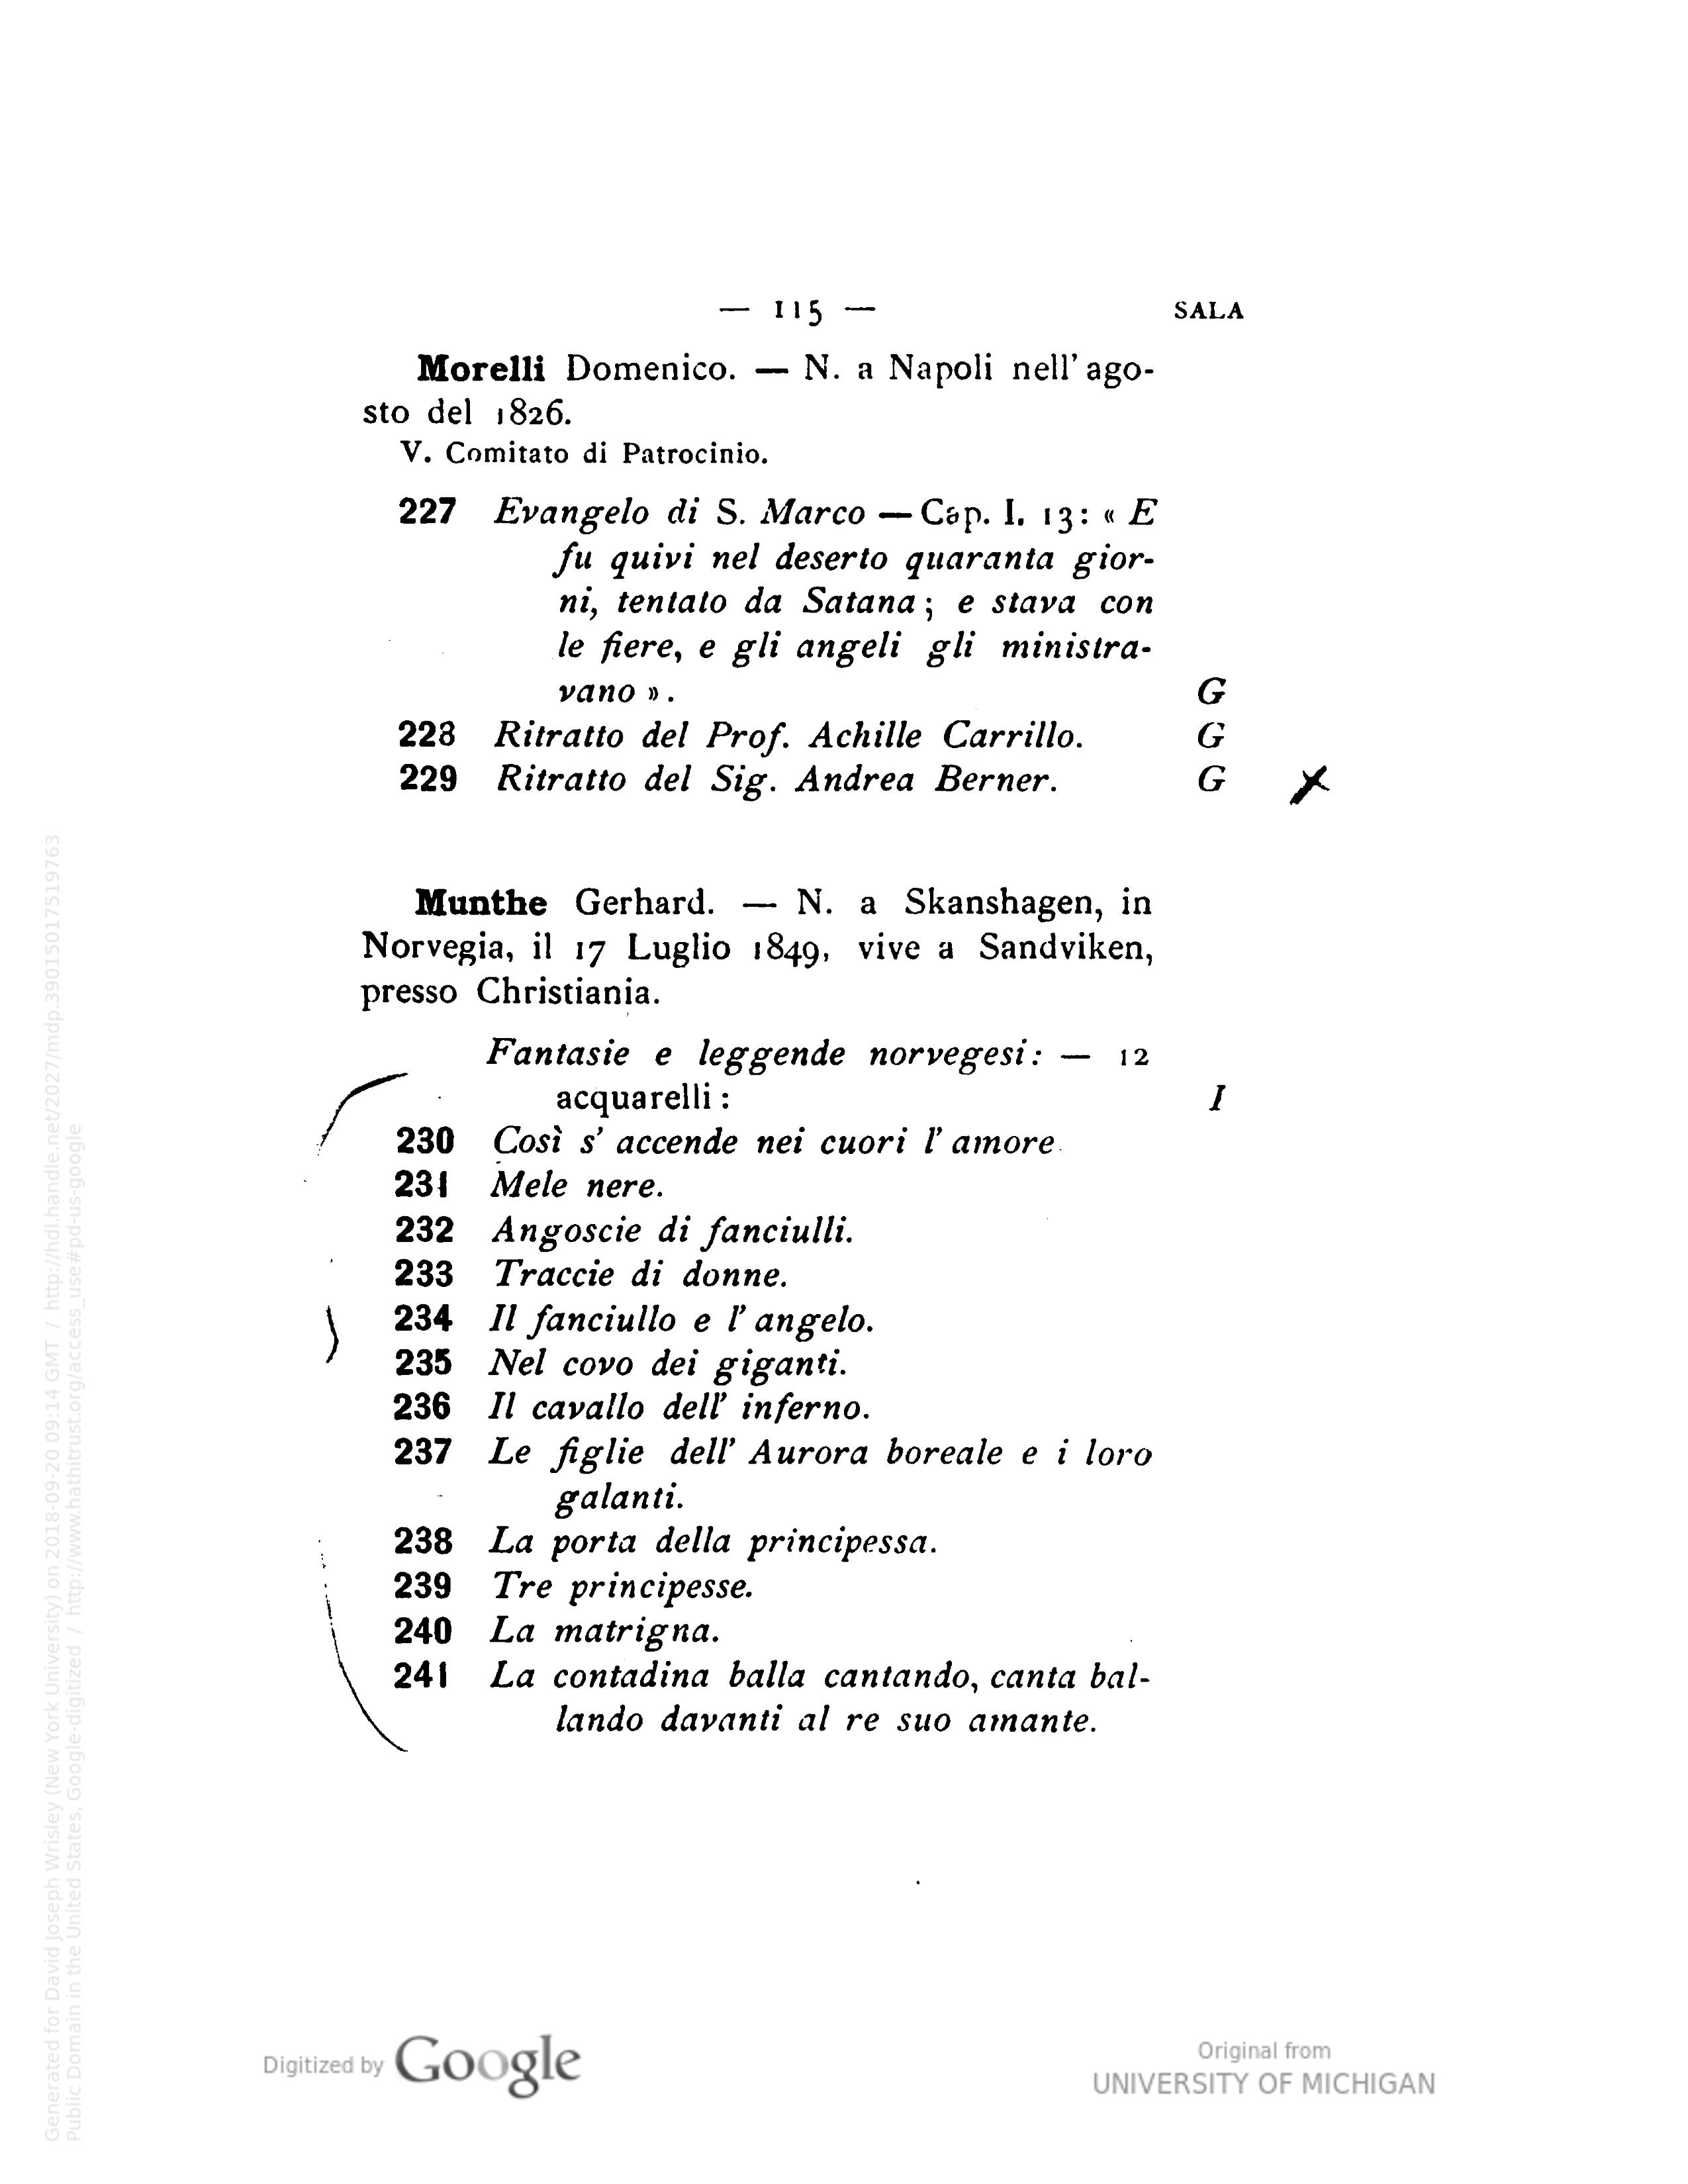 — 115 — SALA
Morelli Domenico. — N. a Napoli nell' ago-
sto del 1826.
V. Comitato di Patrocinio.
227 Evangelo di S. Marco — Cap. I. 13: « E
fu quivi nel deserto quaranta gior-
ni, tentato da Satana; e stava con
le fiere, e gli angeli gli ministra-
vano ». G
228 Ritratto del Prof. Achille Carrillo. G
229 Ritratto del Sig. Andrea Berner. G
Munthe Gerhard. — N. a Skanshagen, in
Norvegia, il 17 Luglio 1849, vive a Sandviken,
presso Christiania.
Fantasie e leggende norvegesi: — 12
acquarelli: I
230 Così s' accende nei cuori l' amore.
231 Mele nere.
232 Angoscie di fanciulli.
233 Traccie di donne.
234 Il fanciullo e l' angelo.
235 Nel covo dei giganti.
236 Il cavallo dell' inferno.
237 Le figlie dell' Aurora boreale e i loro
galanti.
238 La porta della principessa.
239 Tre principesse.
240 La matrigna.
241 La contadina balla cantando, canta bal-
lando davanti al re suo amante.
Generated for David Joseph Wrisley (New York University) on 2018-09-20 09:14 GMT / http://hdl.handle.net/2027/mdp.39015017519763
Public Domain in the United States, Google-digitized / http://www.hathitrust.org/access_use#pd-us-google
Digitized by Google
Original from
UNIVERSITY OF MICHIGAN